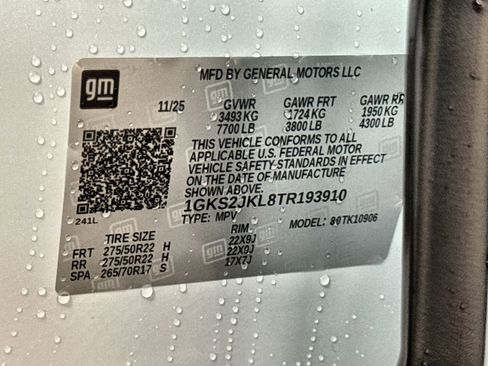 gm
MFD BY GENERAL MOTORS LLC
11/25 GVWR GAWR FRT GAWR RR
3493 KG 1724 KG 1950 KG
7700 LB 3800 LB 4300 LB
THIS VEHICLE CONFORMS TO ALL
APPLICABLE U.S. FEDERAL MOTOR
VEHICLE SAFETY-STANDARDS IN EFFECT
ON THE DATE OF MANUFACTURE
SHOWN ABOVE.
1GKS2JKL8TR193910
TYPE: MPV MODEL: TK10906
241L
TIRE SIZE RIM
FRT 275/50R22 H 22X9J
RR 275/50R22 H 22X9J
SPA 265/70R17 S 17X7J